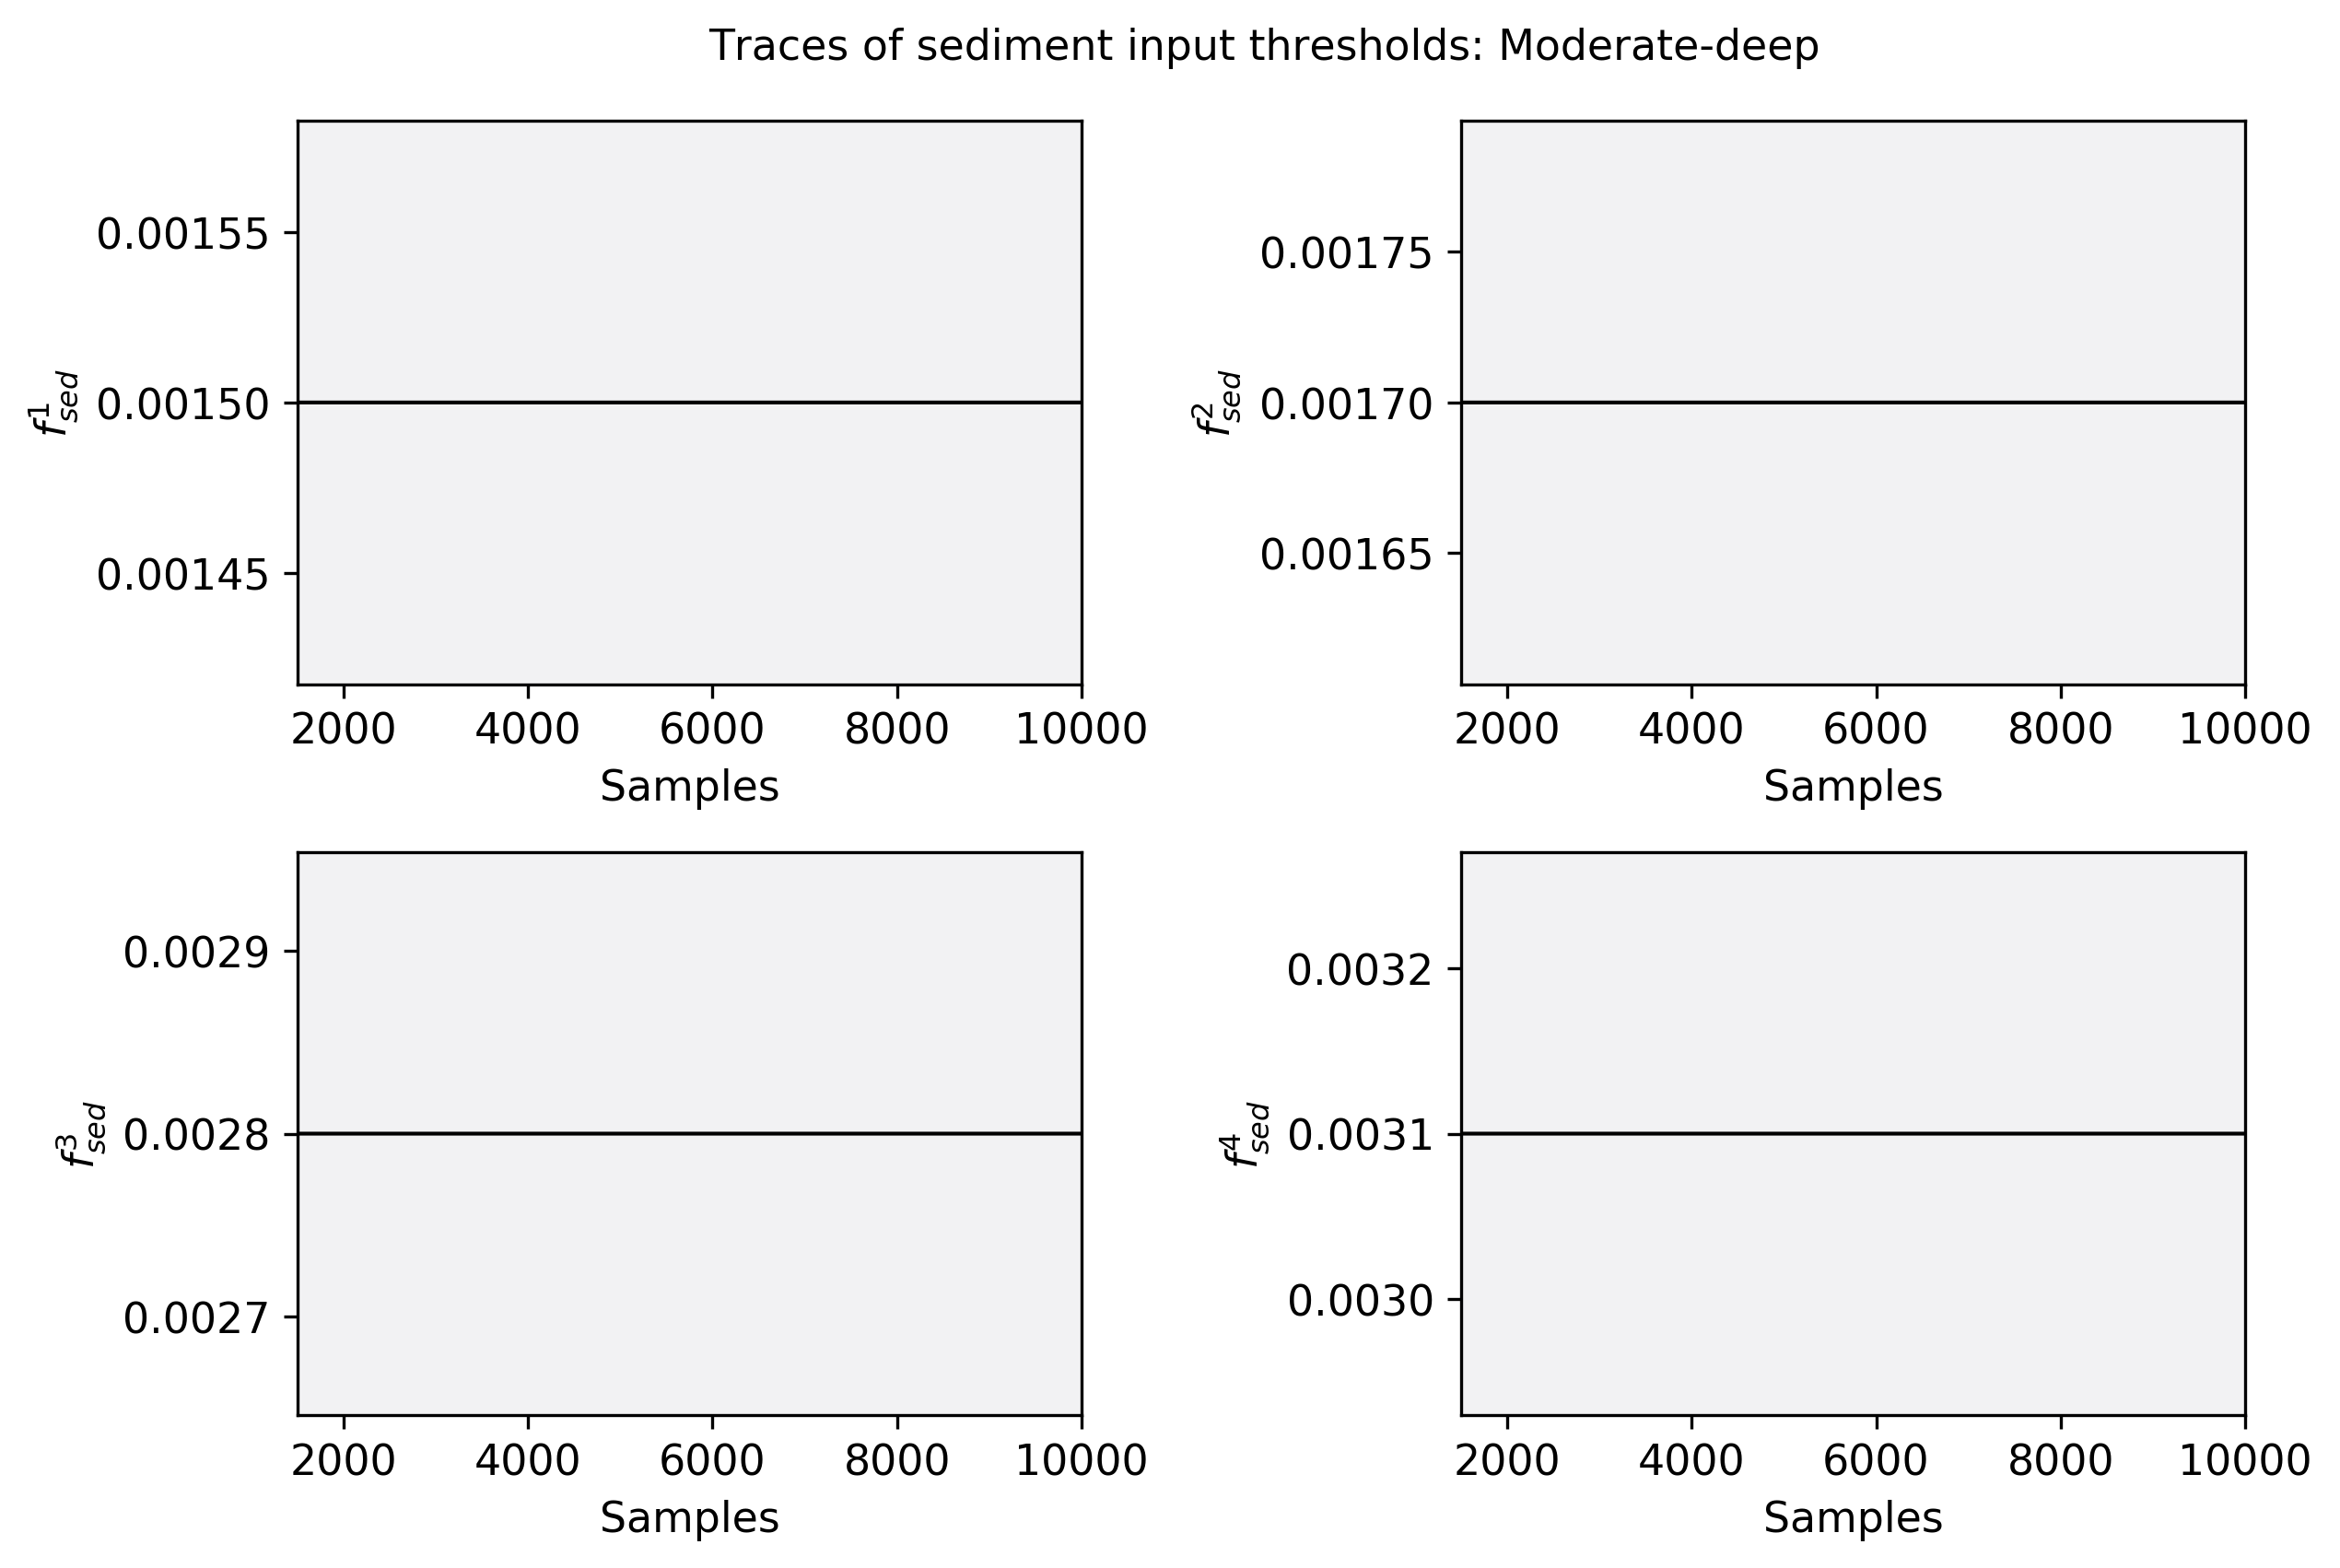 Traces of sediment input thresholds: Moderate-deep
0.00155
0.00150
0.00145
f¹sed
2000 4000 6000 8000 10000
Samples
0.00175
0.00170
0.00165
f²sed
2000 4000 6000 8000 10000
Samples
0.0029
0.0028
0.0027
f³sed
2000 4000 6000 8000 10000
Samples
0.0032
0.0031
0.0030
f⁴sed
2000 4000 6000 8000 10000
Samples